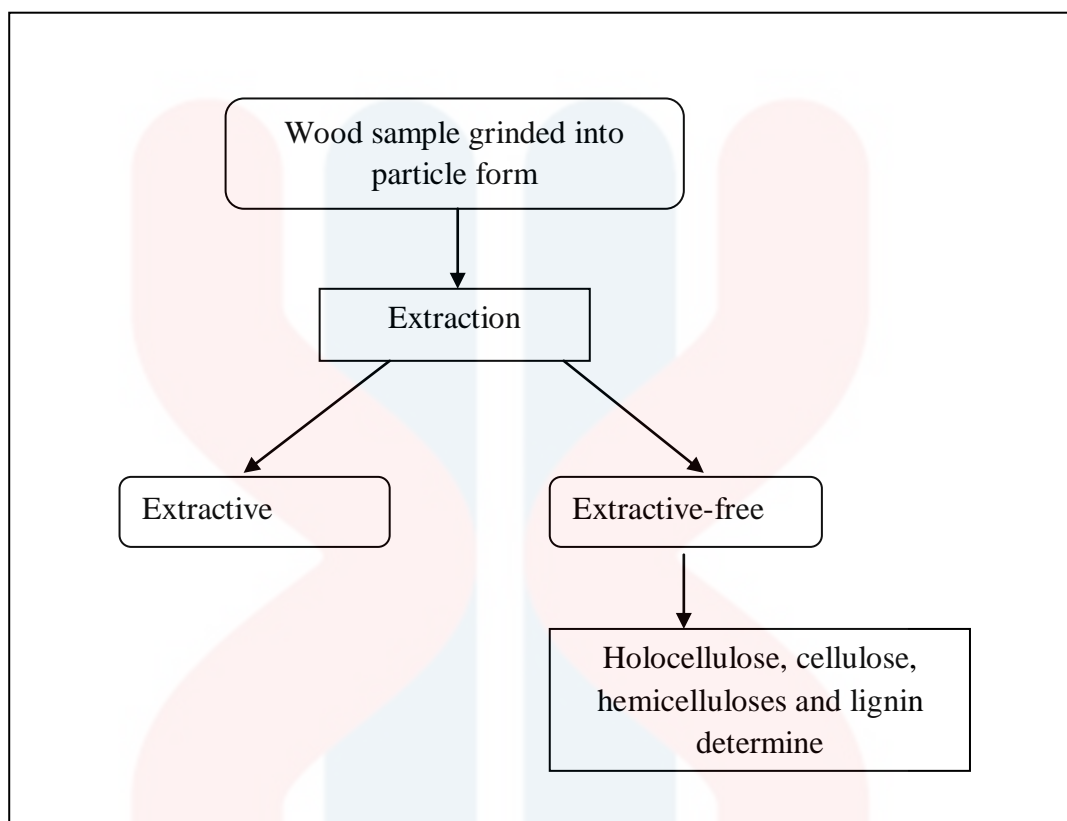 Wood sample grinded into
particle form
Extraction
Extractive
Extractive-free
Holocellulose, cellulose,
hemicelluloses and lignin
determine